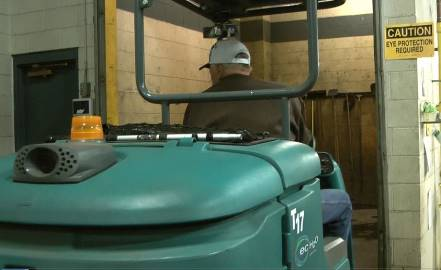 CAUTION
EYE PROTECTION
REQUIRED
T17
ec-H2O